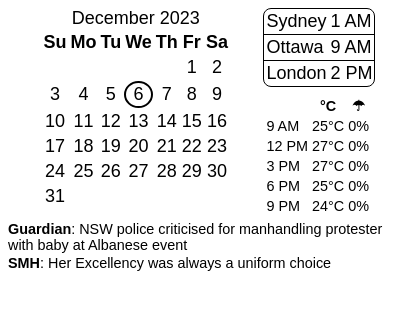 December 2023
Su Mo Tu We Th Fr Sa
1 2
3 4 5 6 7 8 9
10 11 12 13 14 15 16
17 18 19 20 21 22 23
24 25 26 27 28 29 30
31
Sydney 1 AM
Ottawa 9 AM
London 2 PM
°C ☂
9 AM 25°C 0%
12 PM 27°C 0%
3 PM 27°C 0%
6 PM 25°C 0%
9 PM 24°C 0%
Guardian: NSW police criticised for manhandling protester
with baby at Albanese event
SMH: Her Excellency was always a uniform choice